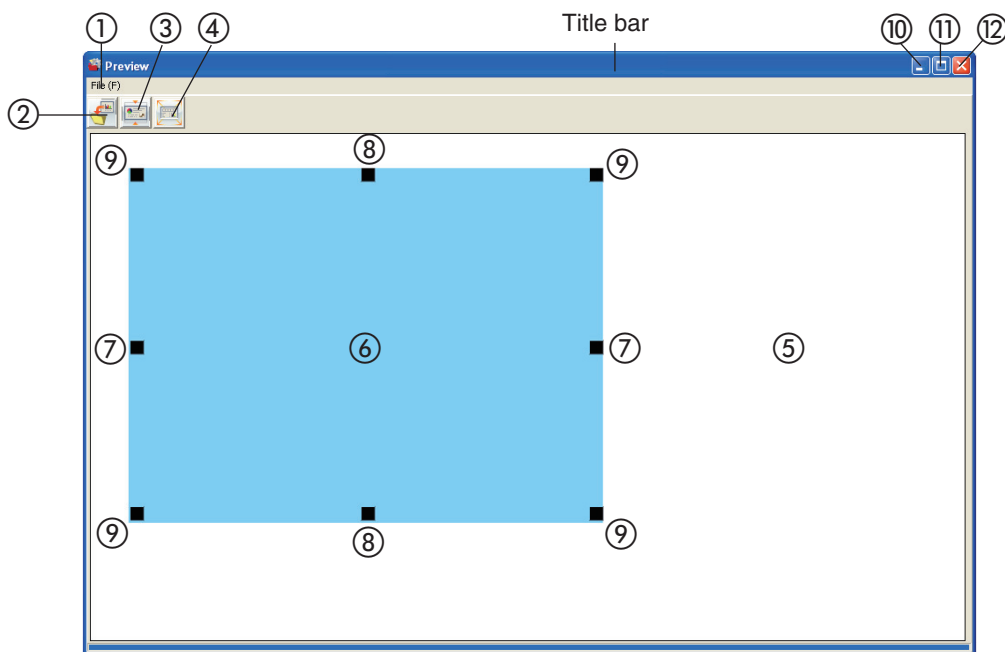 ① ③ ④ Title bar ⑩ ⑪ ⑫
Preview
File (F)
②
⑨ ⑧ ⑨
⑦ ⑥ ⑦ ⑤
⑨ ⑧ ⑨